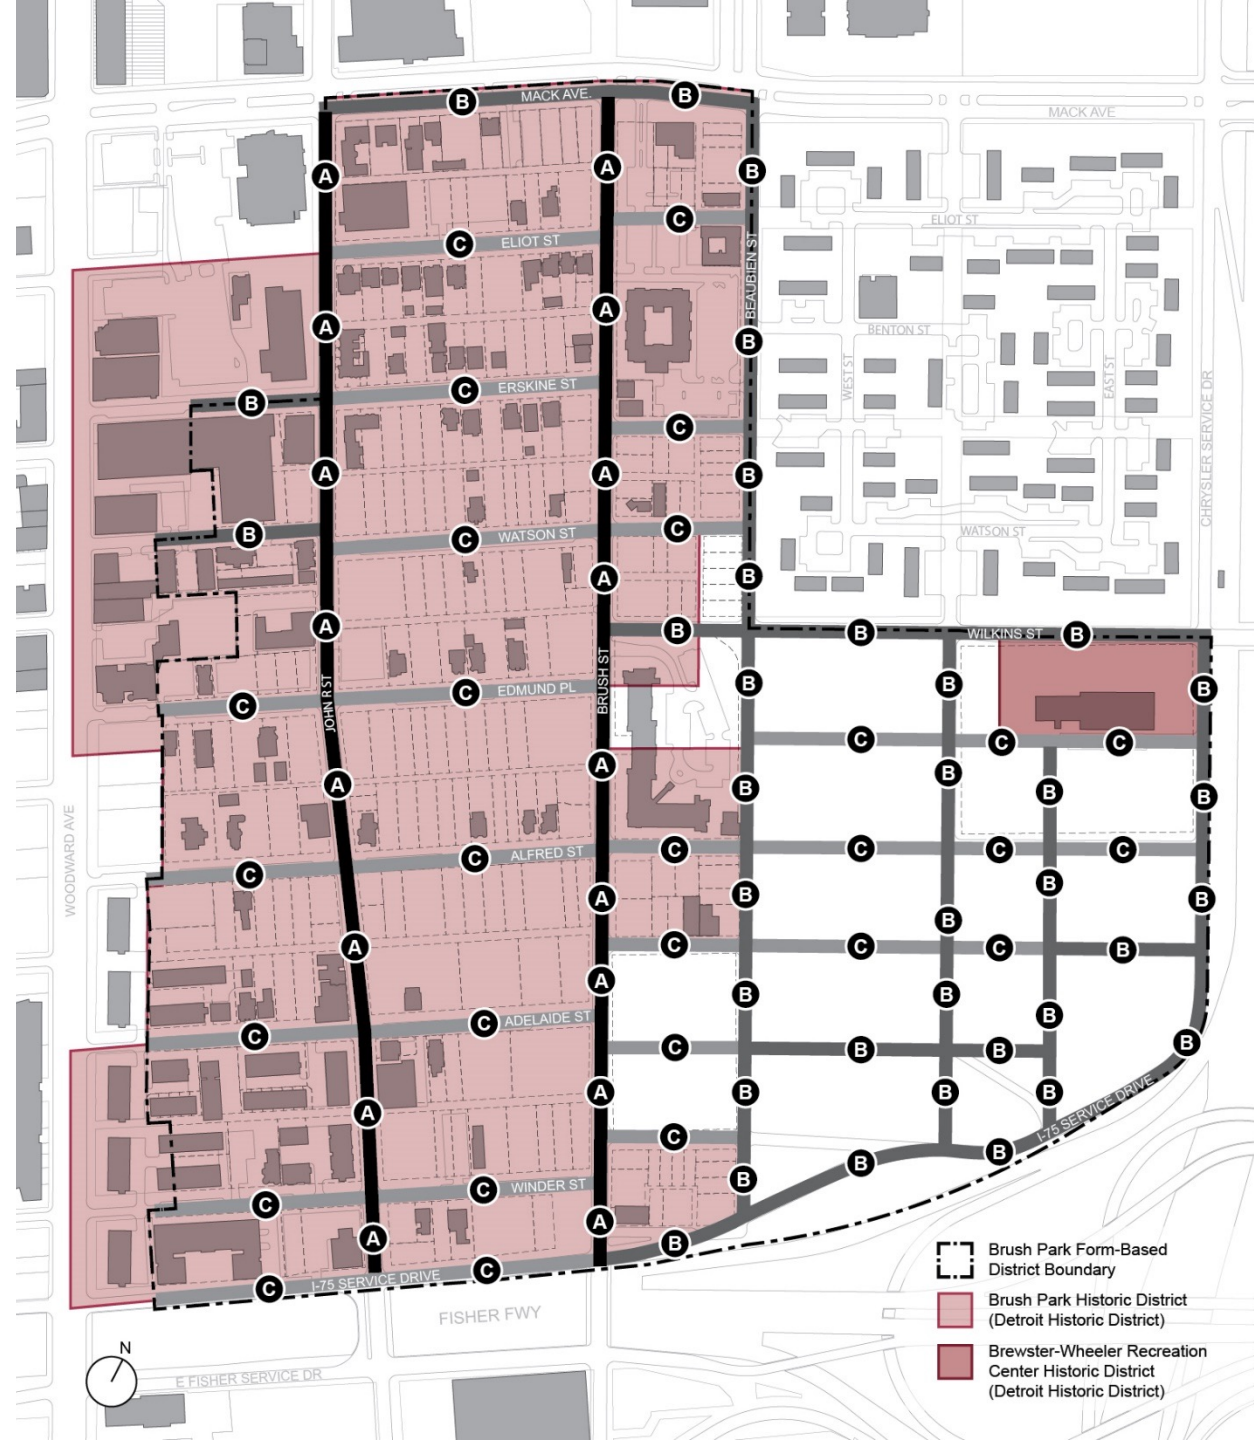 B MACK AVE. B
MACK AVE
A A B
C ELIOT ST
C ELIOT ST
BEAUBIEN ST
A A
BENTON ST
B
WEST ST
EAST ST
C ERSKINE ST
B
C
CHRYSLER SERVICE DR
A A B
B C WATSON ST C WATSON ST
A B
A B B WILKINS ST B
JOHN R ST
BRUSH ST
C C EDMUND PL B B B
C C C
A B
A B B B
WOODWARD AVE
C C ALFRED ST C C C C
B
A B B
B
A C C C B
A B B
B
C C ADELAIDE ST C B B B
A A B B B
I-75 SERVICE DRIVE
C B B
C C WINDER ST B
A
A B
C I-75 SERVICE DRIVE C
FISHER FWY
Brush Park Form-Based
District Boundary
Brush Park Historic District
(Detroit Historic District)
Brewster-Wheeler Recreation
Center Historic District
(Detroit Historic District)
N
E FISHER SERVICE DR